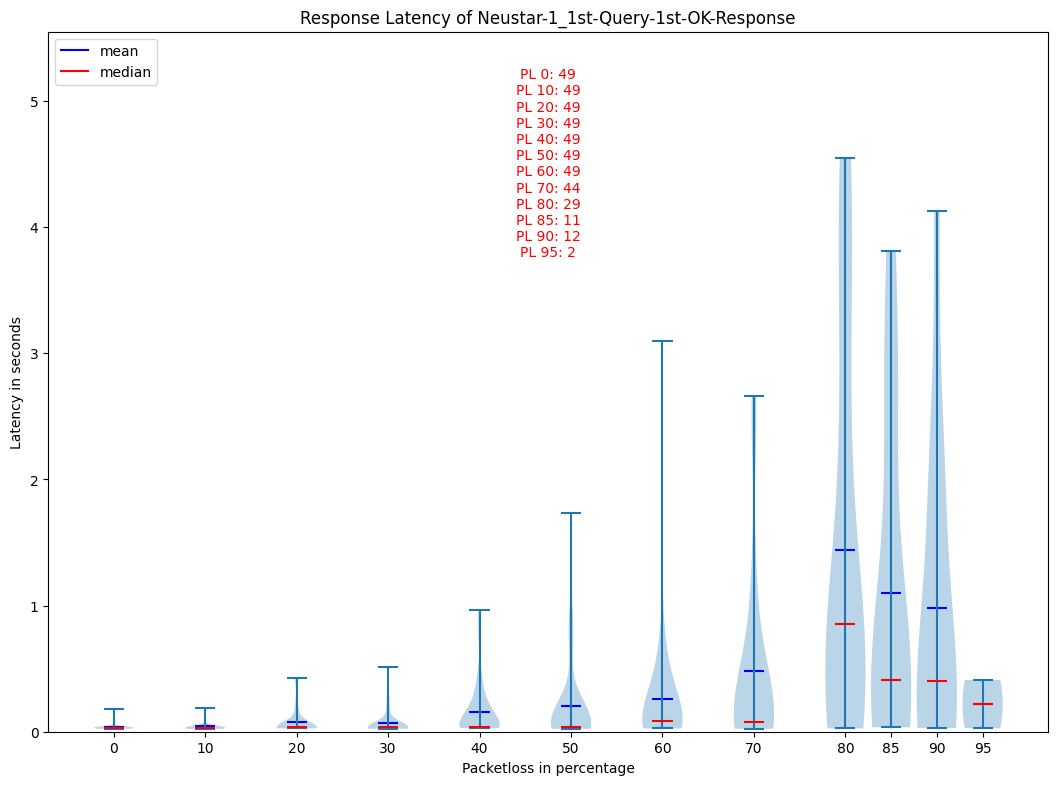 Response Latency of Neustar-1_1st-Query-1st-OK-Response
mean
median
PL 0: 49
PL 10: 49
PL 20: 49
PL 30: 49
PL 40: 49
PL 50: 49
PL 60: 49
PL 70: 44
PL 80: 29
PL 85: 11
PL 90: 12
PL 95: 2
Latency in seconds
5
4
3
2
1
0
0 10 20 30 40 50 60 70 80 85 90 95
Packetloss in percentage